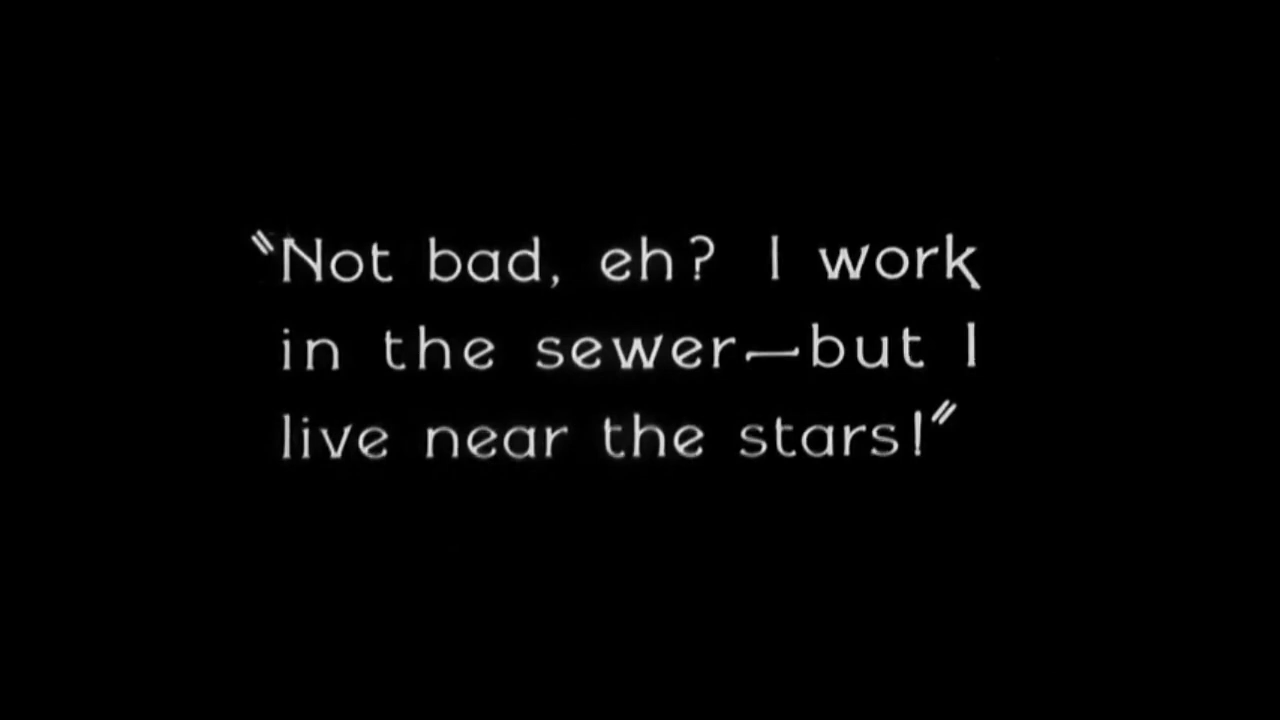 "Not bad, eh? I work
in the sewer—but I
live near the stars!"